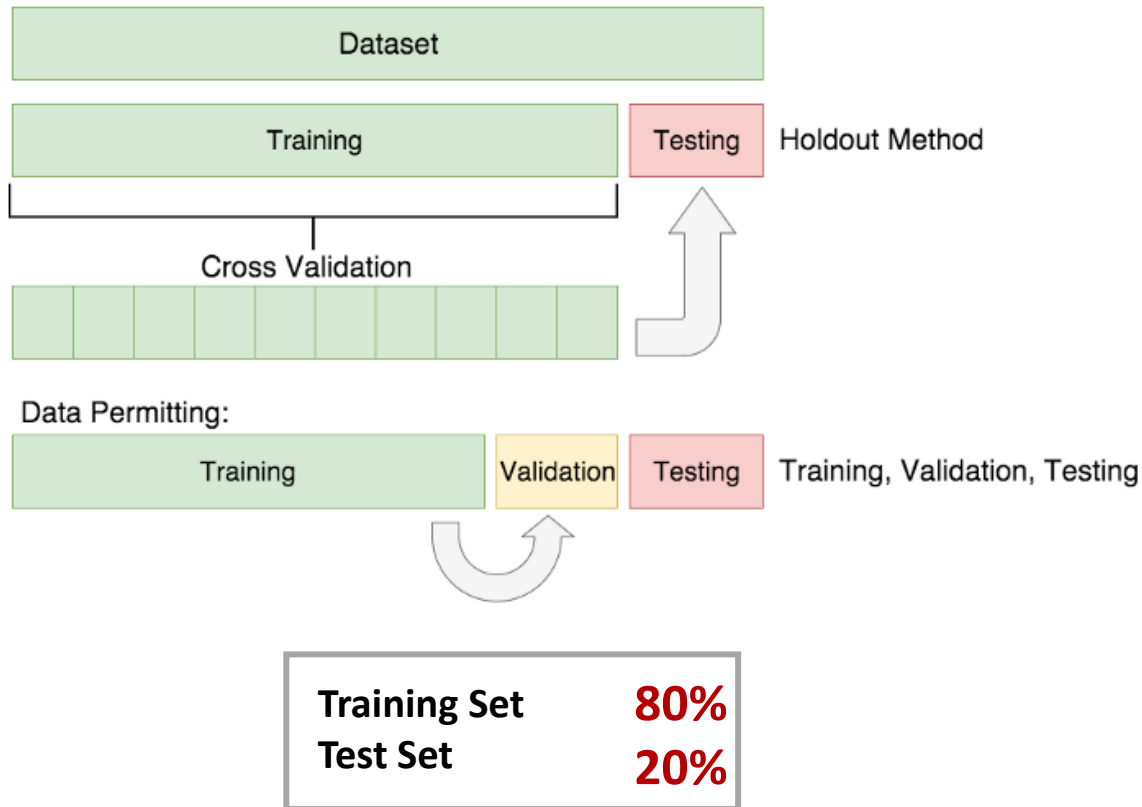 Dataset
Training Testing Holdout Method
Cross Validation
Data Permitting:
Training Validation Testing Training, Validation, Testing
Training Set 80%
Test Set 20%